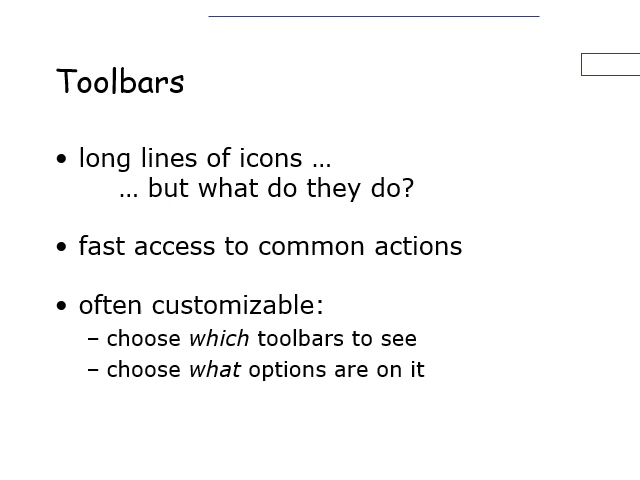 Toolbars
• long lines of icons …
… but what do they do?
• fast access to common actions
• often customizable:
– choose which toolbars to see
– choose what options are on it